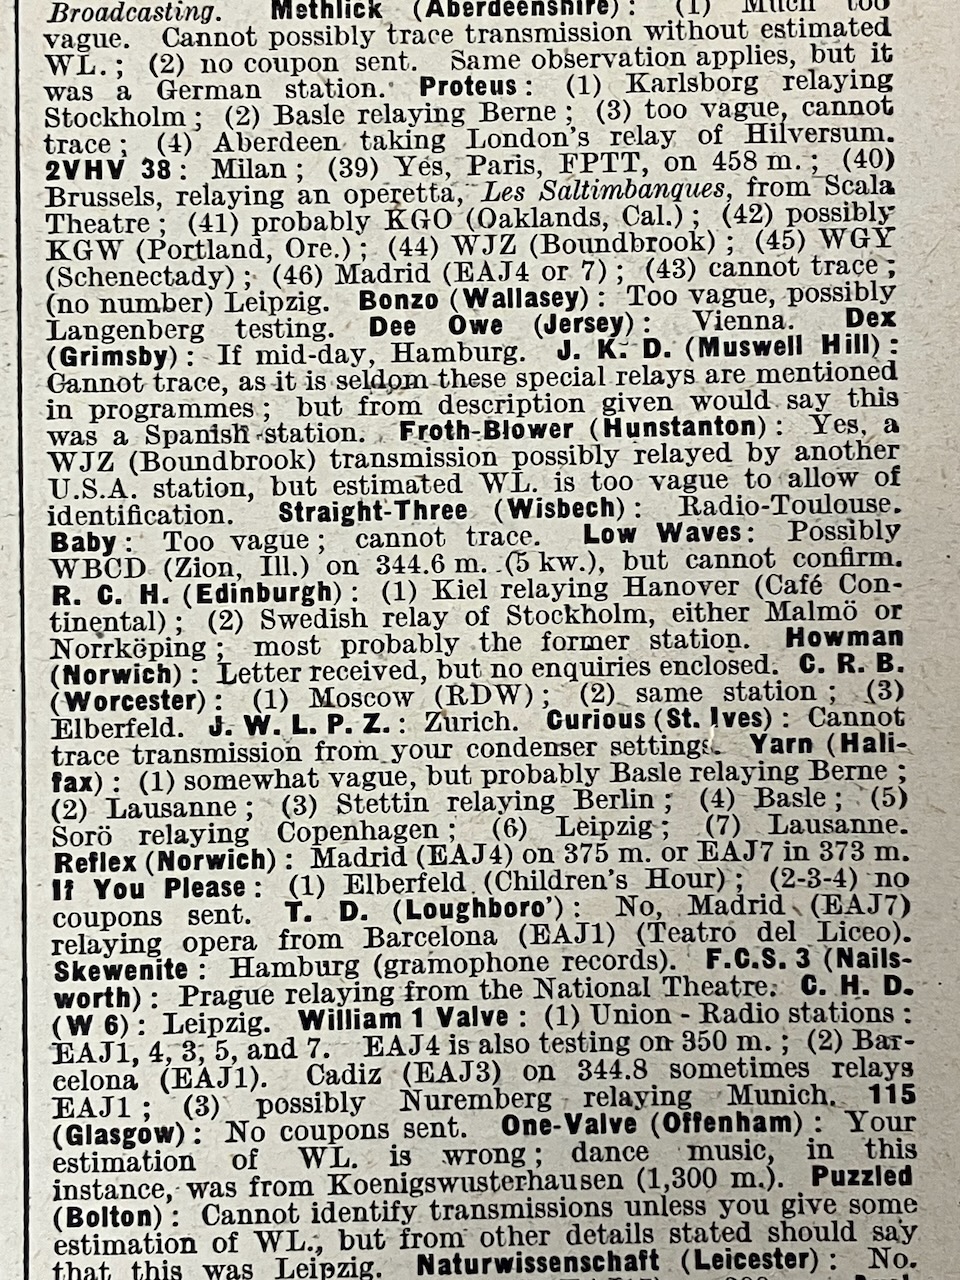 Broadcasting. Methlick (Aberdeenshire): (1) Much too
vague. Cannot possibly trace transmission without estimated
WL.; (2) no coupon sent. Same observation applies, but it
was a German station. Proteus: (1) Karlsborg relaying
Stockholm; (2) Basle relaying Berne; (3) too vague, cannot
trace; (4) Aberdeen taking London's relay of Hilversum.
2VHV 38: Milan; (39) Yes, Paris, FPTT, on 458 m.; (40)
Brussels, relaying an operetta, Les Saltimbanques, from Scala
Theatre; (41) probably KGO (Oaklands, Cal.); (42) possibly
KGW (Portland, Ore.); (44) WJZ (Boundbrook); (45) WGY
(Schenectady); (46) Madrid (EAJ4 or 7); (43) cannot trace;
(no number) Leipzig. Bonzo (Wallasey): Too vague, possibly
Langenberg testing. Dee Owe (Jersey): Vienna. Dex
(Grimsby): If mid-day, Hamburg. J. K. D. (Muswell Hill):
Cannot trace, as it is seldom these special relays are mentioned
in programmes; but from description given would say this
was a Spanish station. Froth-Blower (Hunstanton): Yes, a
WJZ (Boundbrook) transmission possibly relayed by another
U.S.A. station, but estimated WL. is too vague to allow of
identification. Straight-Three (Wisbech): Radio-Toulouse.
Baby: Too vague; cannot trace. Low Waves: Possibly
WBCD (Zion, Ill.) on 344.6 m. (5 kw.), but cannot confirm.
R. C. H. (Edinburgh): (1) Kiel relaying Hanover (Café Con-
tinental); (2) Swedish relay of Stockholm, either Malmö or
Norrköping; most probably the former station. Howman
(Norwich): Letter received, but no enquiries enclosed. C. R. B.
(Worcester): (1) Moscow (RDW); (2) same station; (3)
Elberfeld. J. W. L. P. Z.: Zurich. Curious (St. Ives): Cannot
trace transmission from your condenser settings. Yarn (Hali-
fax): (1) somewhat vague, but probably Basle relaying Berne;
(2) Lausanne; (3) Stettin relaying Berlin; (4) Basle; (5)
Sorö relaying Copenhagen; (6) Leipzig; (7) Lausanne.
Reflex (Norwich): Madrid (EAJ4) on 375 m. or EAJ7 in 373 m.
If You Please: (1) Elberfeld (Children's Hour); (2-3-4) no
coupons sent. T. D. (Loughboro'): No, Madrid (EAJ7)
relaying opera from Barcelona (EAJ1) (Teatro del Liceo).
Skewenite: Hamburg (gramophone records). F.C.S. 3 (Nails-
worth): Prague relaying from the National Theatre. C. H. D.
(W 6): Leipzig. William 1 Valve: (1) Union-Radio stations:
EAJ1, 4, 3, 5, and 7. EAJ4 is also testing on 350 m.; (2) Bar-
celona (EAJ1). Cadiz (EAJ3) on 344.8 sometimes relays
EAJ1; (3) possibly Nuremberg relaying Munich. 115
(Glasgow): No coupons sent. One-Valve (Offenham): Your
estimation of WL. is wrong; dance music, in this
instance, was from Koenigswusterhausen (1,300 m.). Puzzled
(Bolton): Cannot identify transmissions unless you give some
estimation of WL., but from other details stated should say
that this was Leipzig. Naturwissenschaft (Leicester): No.